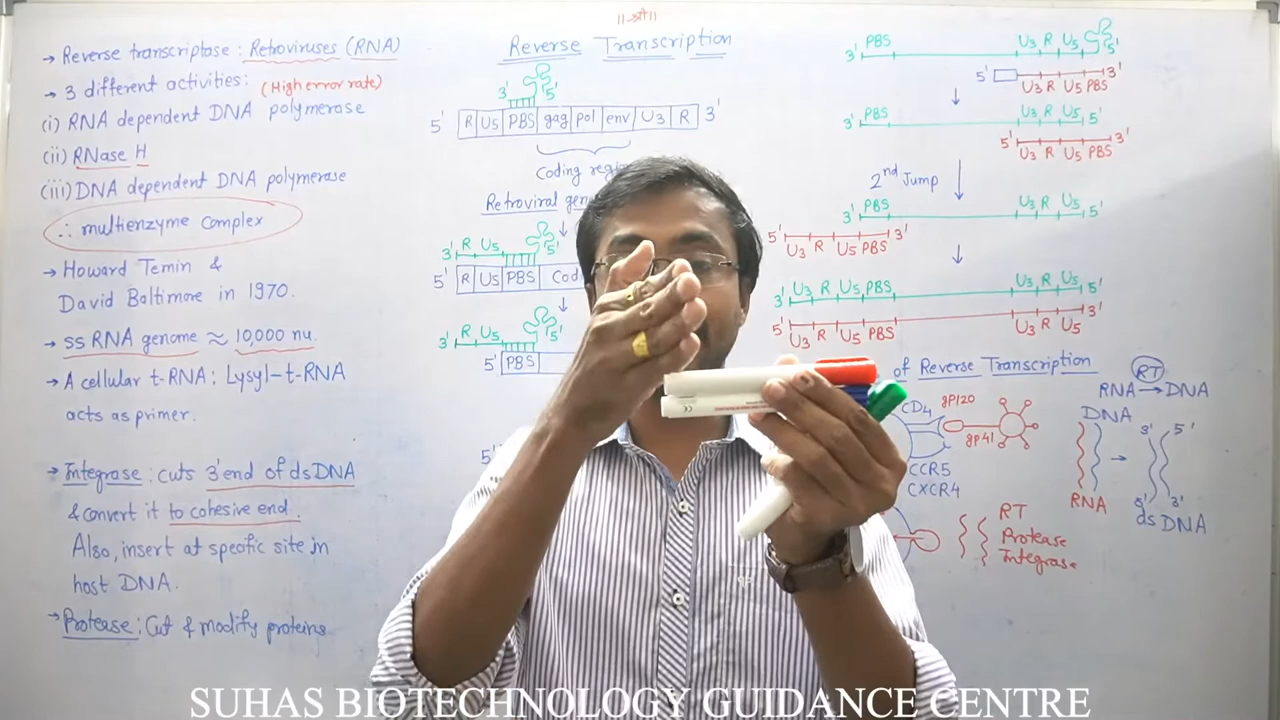 ॥श्री॥
→ Reverse transcriptase : Retroviruses (RNA)
→ 3 different activities: (High error rate)
(i) RNA dependent DNA polymerase
(ii) RNase H
(iii) DNA dependent DNA polymerase
∴ multienzyme complex
→ Howard Temin &
David Baltimore in 1970.
→ ss RNA genome ≈ 10,000 nu.
→ A cellular t-RNA: Lysyl-t-RNA
acts as primer.
→ Integrase: cuts 3' end of dsDNA
& convert it to cohesive end.
Also, insert at specific site in
host DNA.
→ Protease: Cut & modify proteins
Reverse Transcription
3' 5'
5' R U5 PBS gag pol env U3 R 3'
Coding
Retroviral
3' R U5 5'
5' R U5 PBS
3' R U5 5'
5' PBS
5'
3' PBS U3 R U5 5'
5' 3'
U3 R U5 PBS
3' PBS U3 R U5 5'
5' 3'
U3 R U5 PBS
2nd Jump
3' PBS U3 R U5 5'
5' 3'
U3 R U5 PBS
3' U3 R U5 PBS U3 R U5 5'
5' U3 R U5 PBS U3 R U5 3'
of Reverse Transcription
RT
RNA → DNA
CD4 gp120
gp41
CCR5
CXCR4
DNA
RNA
3' 5'
5' 3'
ds DNA
RT
Protease
Integrase
SUHAS BIOTECHNOLOGY GUIDANCE CENTRE